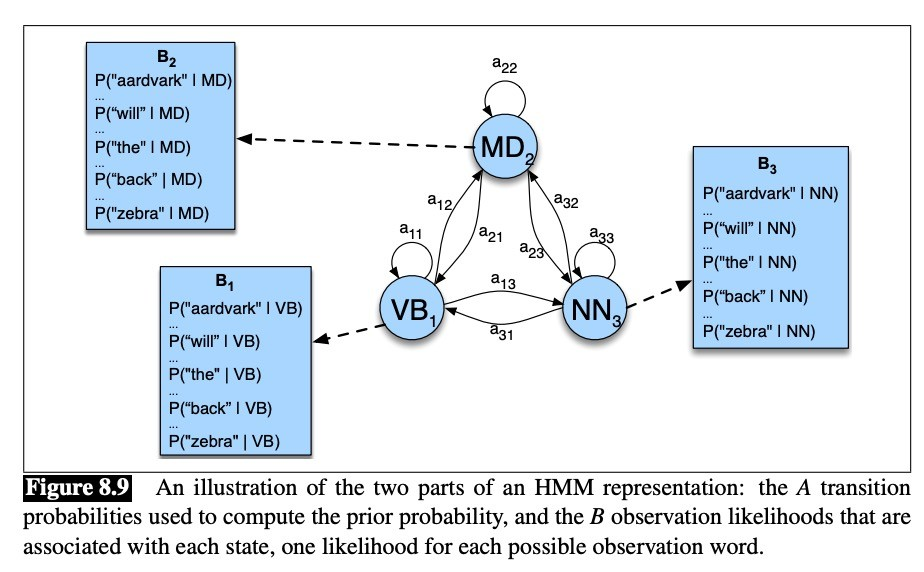 B2
P("aardvark" | MD)
...
P(“will” | MD)
...
P("the" | MD)
...
P(“back” | MD)
...
P("zebra" | MD)
a22
MD2
B3
P("aardvark" | NN)
...
P(“will” | NN)
...
P("the" | NN)
...
P(“back” | NN)
...
P("zebra" | NN)
a12
a21
a32
a23
a11
a33
a13
VB1
NN3
a31
B1
P("aardvark" | VB)
...
P(“will” | VB)
...
P("the" | VB)
...
P(“back” | VB)
...
P("zebra" | VB)
Figure 8.9 An illustration of the two parts of an HMM representation: the A transition
probabilities used to compute the prior probability, and the B observation likelihoods that are
associated with each state, one likelihood for each possible observation word.